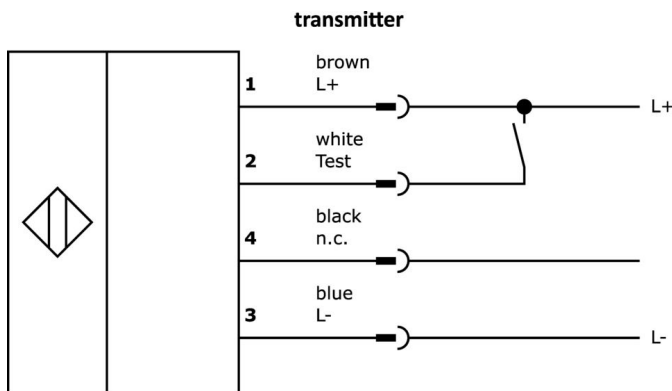 transmitter
brown
1 L+
L+
white
2 Test
black
4 n.c.
blue
3 L-
L-